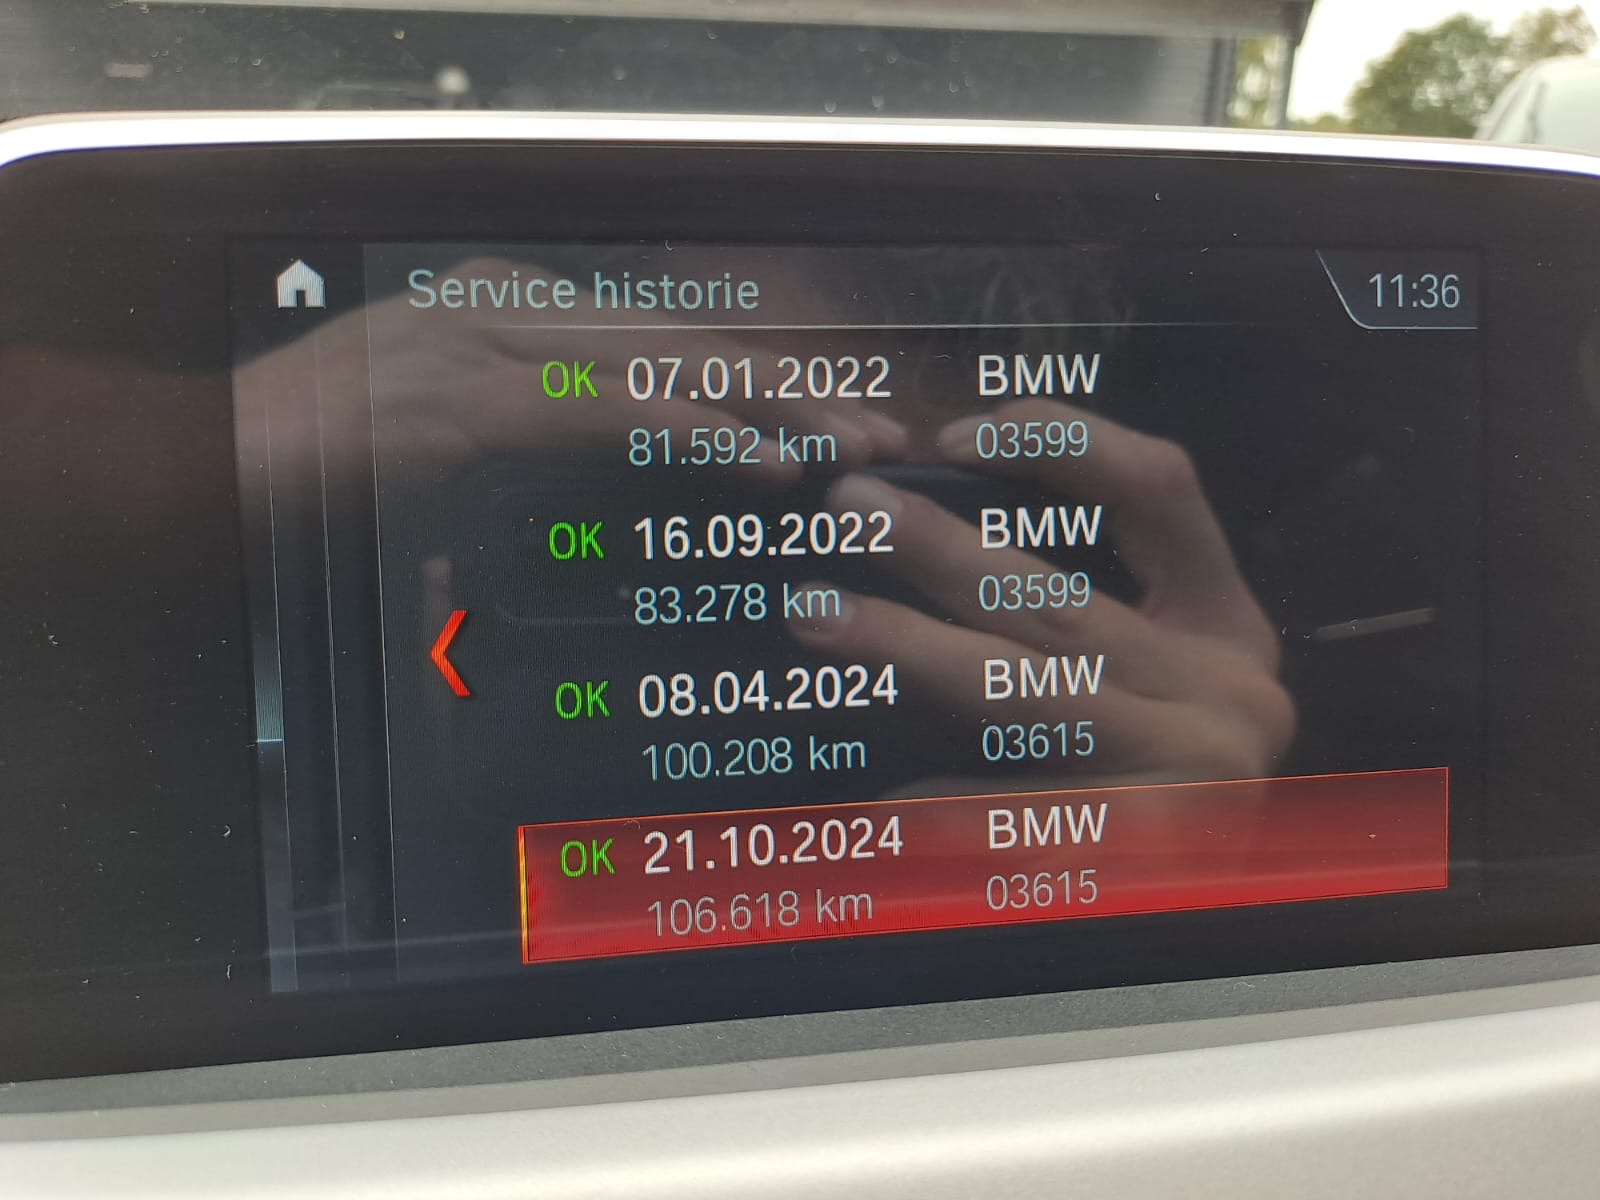 Service historie 11:36
OK 07.01.2022 BMW
81.592 km 03599
OK 16.09.2022 BMW
83.278 km 03599
OK 08.04.2024 BMW
100.208 km 03615
OK 21.10.2024 BMW
106.618 km 03615